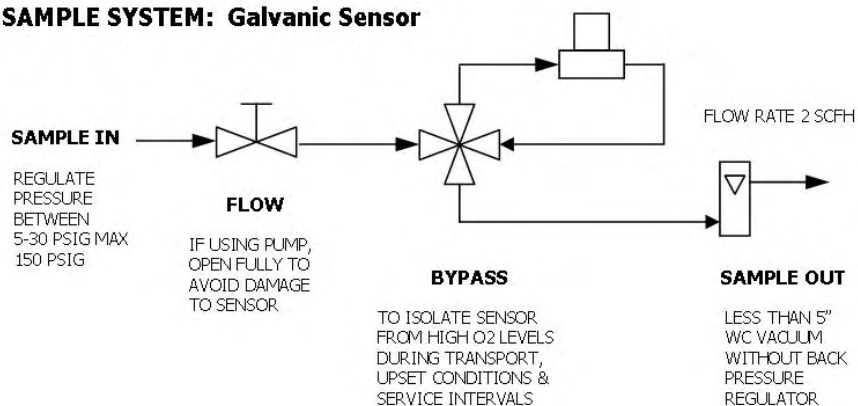 SAMPLE SYSTEM: Galvanic Sensor
SAMPLE IN
REGULATE
PRESSURE
BETWEEN
5-30 PSIG MAX
150 PSIG
FLOW
IF USING PUMP,
OPEN FULLY TO
AVOID DAMAGE
TO SENSOR
BYPASS
TO ISOLATE SENSOR
FROM HIGH O2 LEVELS
DURING TRANSPORT,
UPSET CONDITIONS &
SERVICE INTERVALS
FLOW RATE 2 SCFH
SAMPLE OUT
LESS THAN 5"
WC VACUUM
WITHOUT BACK
PRESSURE
REGULATOR